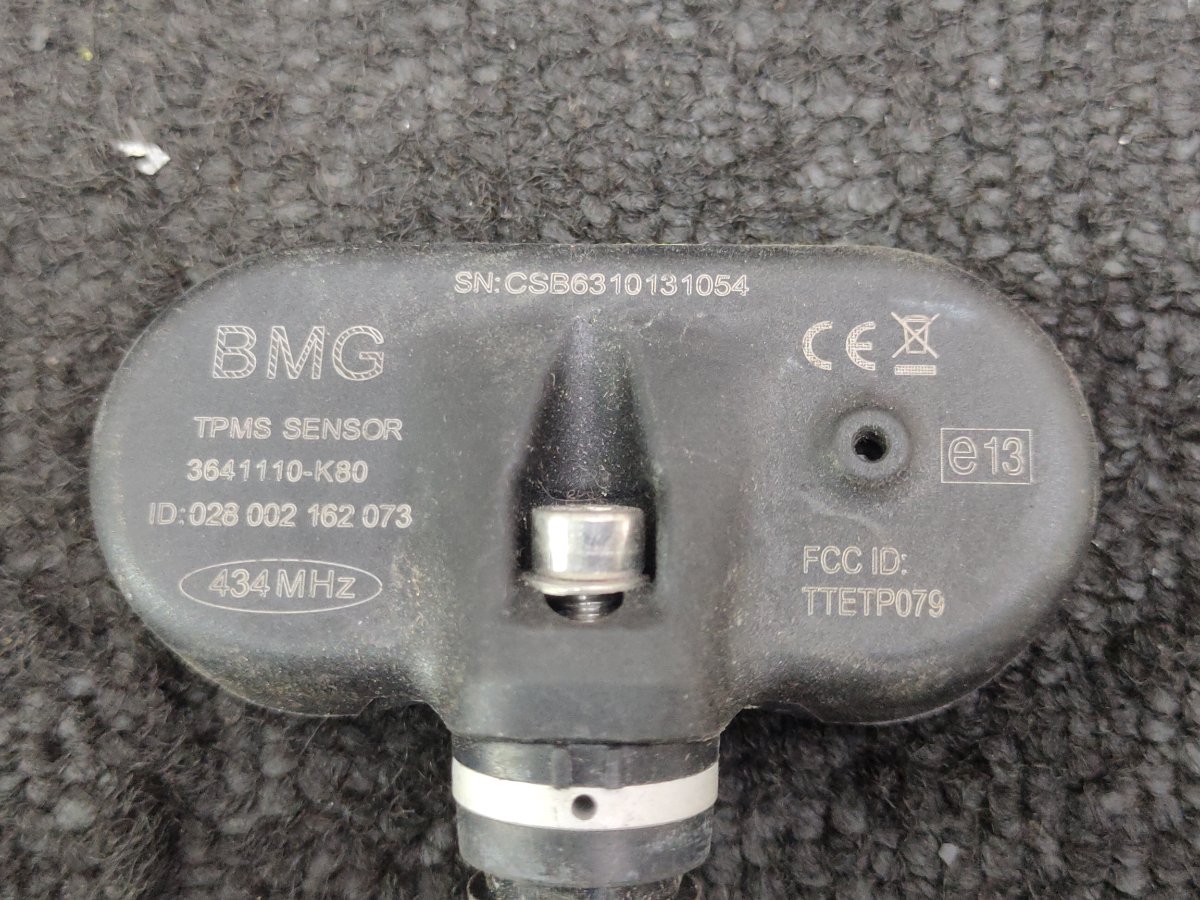 SN:CSB6310131054
BMG
TPMS SENSOR
3641110-K80
ID:028 002 162 073
434MHz
CE
e13
FCC ID:
TTETP079